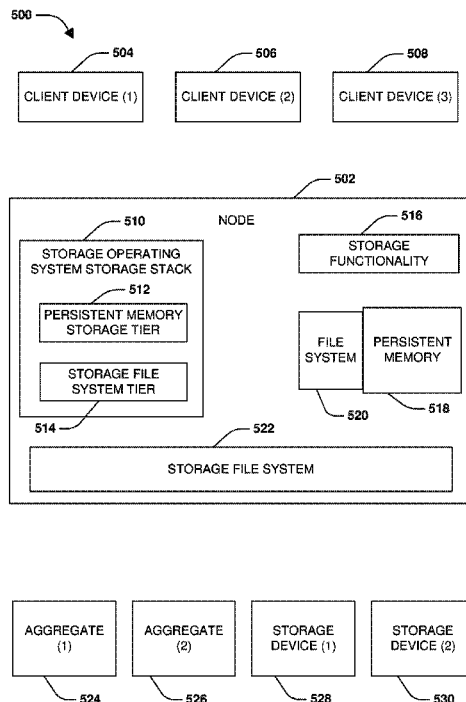 500
504
506
508
CLIENT DEVICE (1)
CLIENT DEVICE (2)
CLIENT DEVICE (3)
502
NODE
510
516
STORAGE OPERATING
SYSTEM STORAGE STACK
STORAGE
FUNCTIONALITY
512
PERSISTENT MEMORY
STORAGE TIER
FILE
SYSTEM
PERSISTENT
MEMORY
STORAGE FILE
SYSTEM TIER
514
520
518
522
STORAGE FILE SYSTEM
AGGREGATE
(1)
AGGREGATE
(2)
STORAGE
DEVICE (1)
STORAGE
DEVICE (2)
524
526
528
530